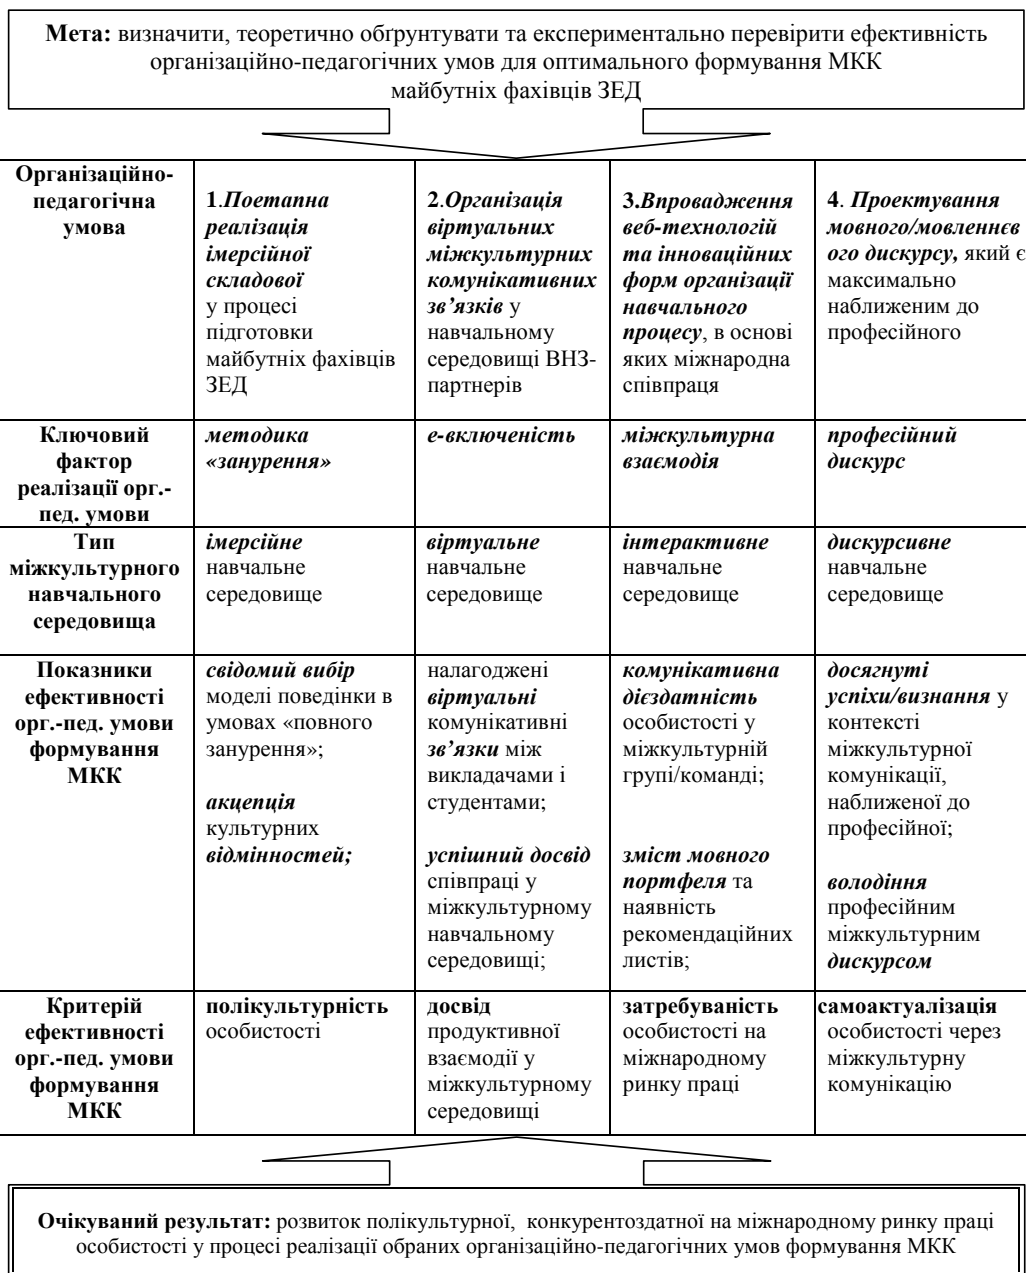 Мета: визначити, теоретично обґрунтувати та експериментально перевірити ефективність
організаційно-педагогічних умов для оптимального формування МКК
майбутніх фахівців ЗЕД
Організаційно-
педагогічна
умова
1.Поетапна
реалізація
імерсійної
складової
у процесі
підготовки
майбутніх фахівців
ЗЕД
2.Організація
віртуальних
міжкультурних
комунікативних
зв’язків у
навчальному
середовищі ВНЗ-
партнерів
3.Впровадження
веб-технологій
та інноваційних
форм організації
навчального
процесу, в основі
яких міжнародна
співпраця
4. Проектування
мовного/мовленнєв
ого дискурсу, який є
максимально
наближеним до
професійного
Ключовий
фактор
реалізації орг.-
пед. умови
методика
«занурення»
е-включеність
міжкультурна
взаємодія
професійний
дискурс
Тип
міжкультурного
навчального
середовища
імерсійне
навчальне
середовище
віртуальне
навчальне
середовище
інтерактивне
навчальне
середовище
дискурсивне
навчальне
середовище
Показники
ефективності
орг.-пед. умови
формування
МКК
свідомий вибір
моделі поведінки в
умовах «повного
занурення»;
акцепція
культурних
відмінностей;
налагоджені
віртуальні
комунікативні
зв’язки між
викладачами і
студентами;
успішний досвід
співпраці у
міжкультурному
навчальному
середовищі;
комунікативна
дієздатність
особистості у
міжкультурній
групі/команді;
зміст мовного
портфеля та
наявність
рекомендаційних
листів;
досягнуті
успіхи/визнання у
контексті
міжкультурної
комунікації,
наближеної до
професійної;
володіння
професійним
міжкультурним
дискурсом
Критерій
ефективності
орг.-пед. умови
формування
МКК
полікультурність
особистості
досвід
продуктивної
взаємодії у
міжкультурному
середовищі
затребуваність
особистості на
міжнародному
ринку праці
самоактуалізація
особистості через
міжкультурну
комунікацію
Очікуваний результат: розвиток полікультурної, конкурентоздатної на міжнародному ринку праці
особистості у процесі реалізації обраних організаційно-педагогічних умов формування МКК